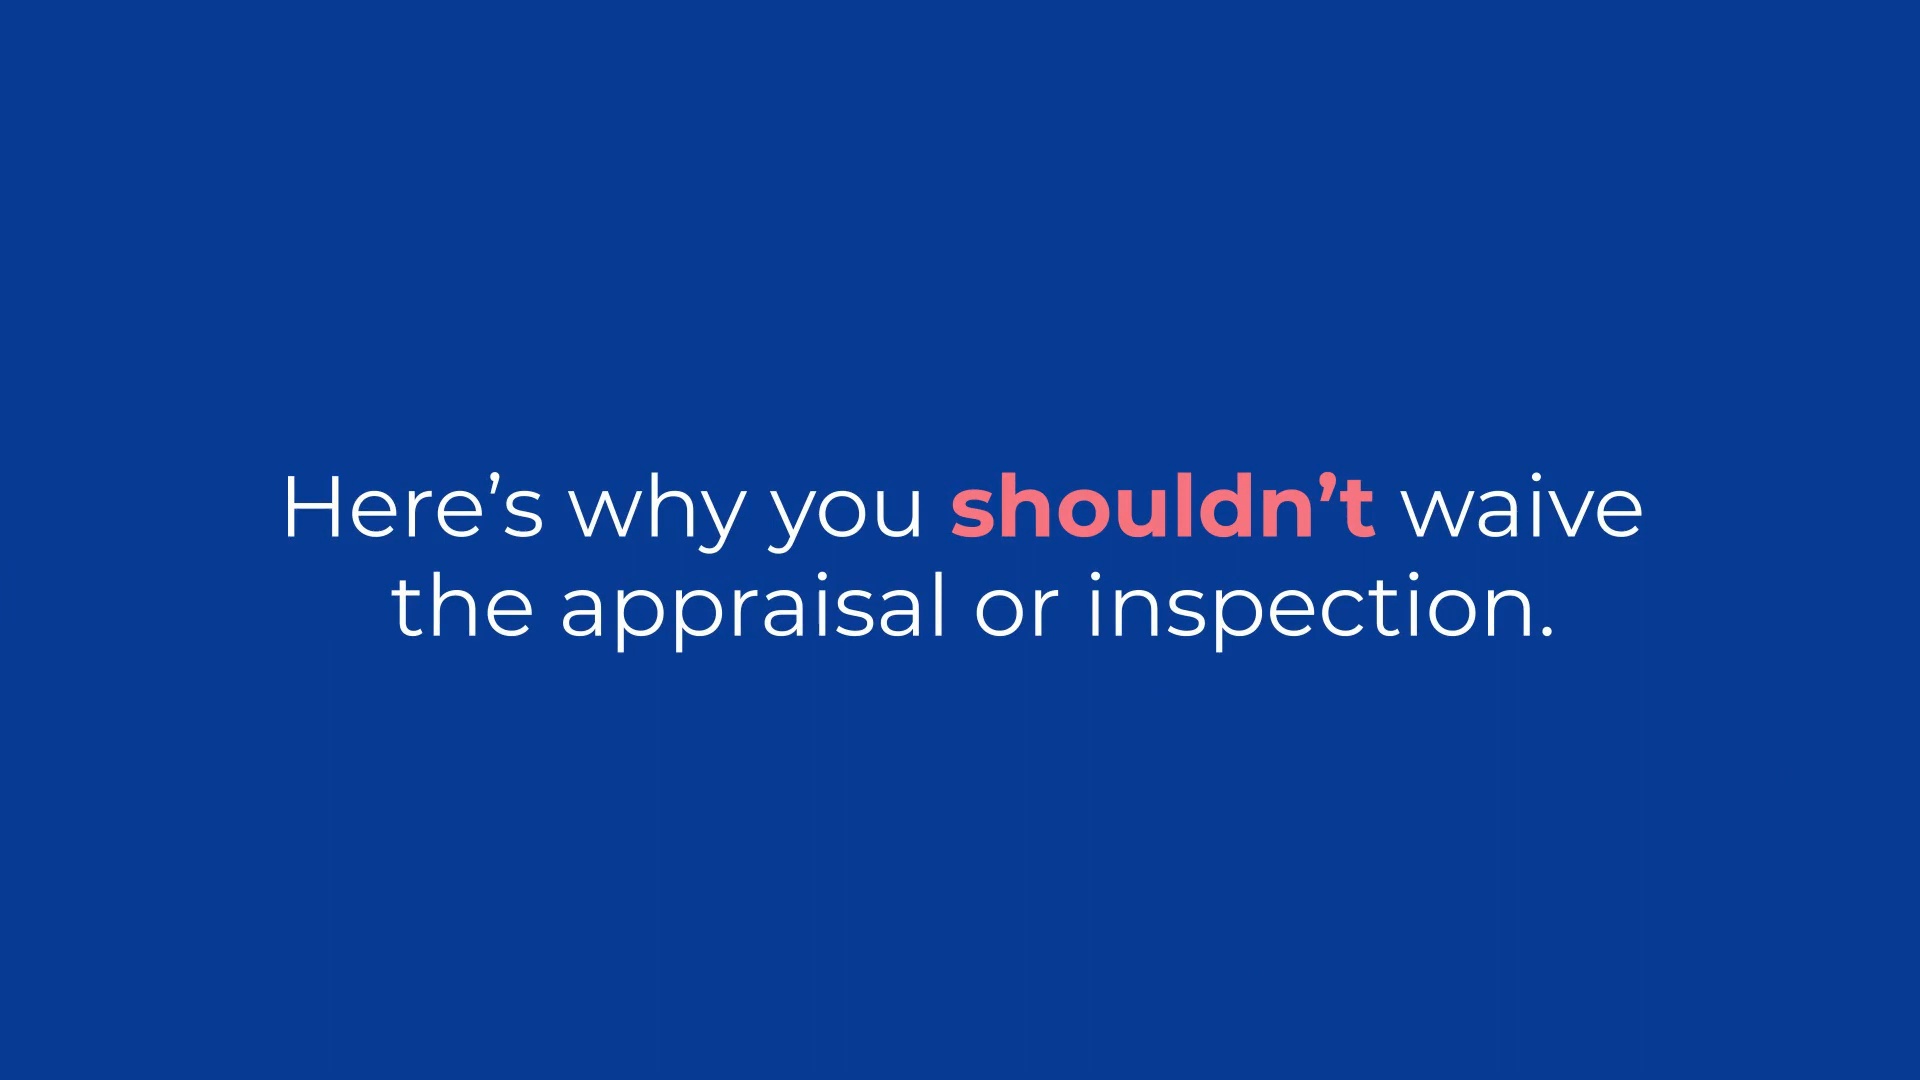 Here’s why you shouldn’t waive
the appraisal or inspection.